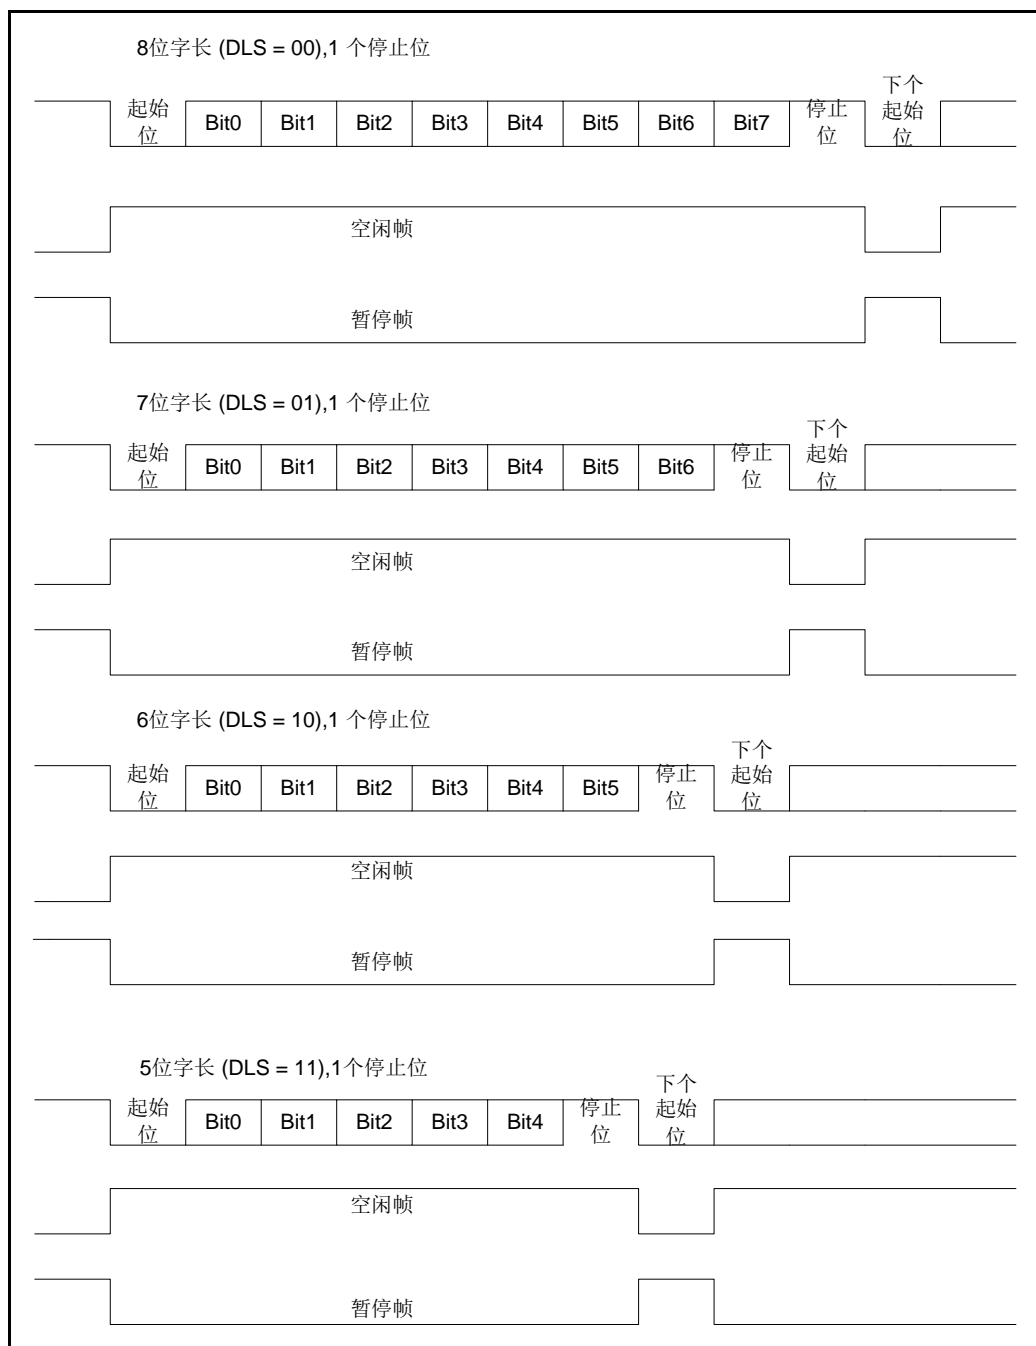 8位字长 (DLS = 00),1 个停止位
起始位 Bit0 Bit1 Bit2 Bit3 Bit4 Bit5 Bit6 Bit7 停止位 下个起始位
空闲帧
暂停帧
7位字长 (DLS = 01),1 个停止位
起始位 Bit0 Bit1 Bit2 Bit3 Bit4 Bit5 Bit6 停止位 下个起始位
空闲帧
暂停帧
6位字长 (DLS = 10),1 个停止位
起始位 Bit0 Bit1 Bit2 Bit3 Bit4 Bit5 停止位 下个起始位
空闲帧
暂停帧
5位字长 (DLS = 11),1个停止位
起始位 Bit0 Bit1 Bit2 Bit3 Bit4 停止位 下个起始位
空闲帧
暂停帧